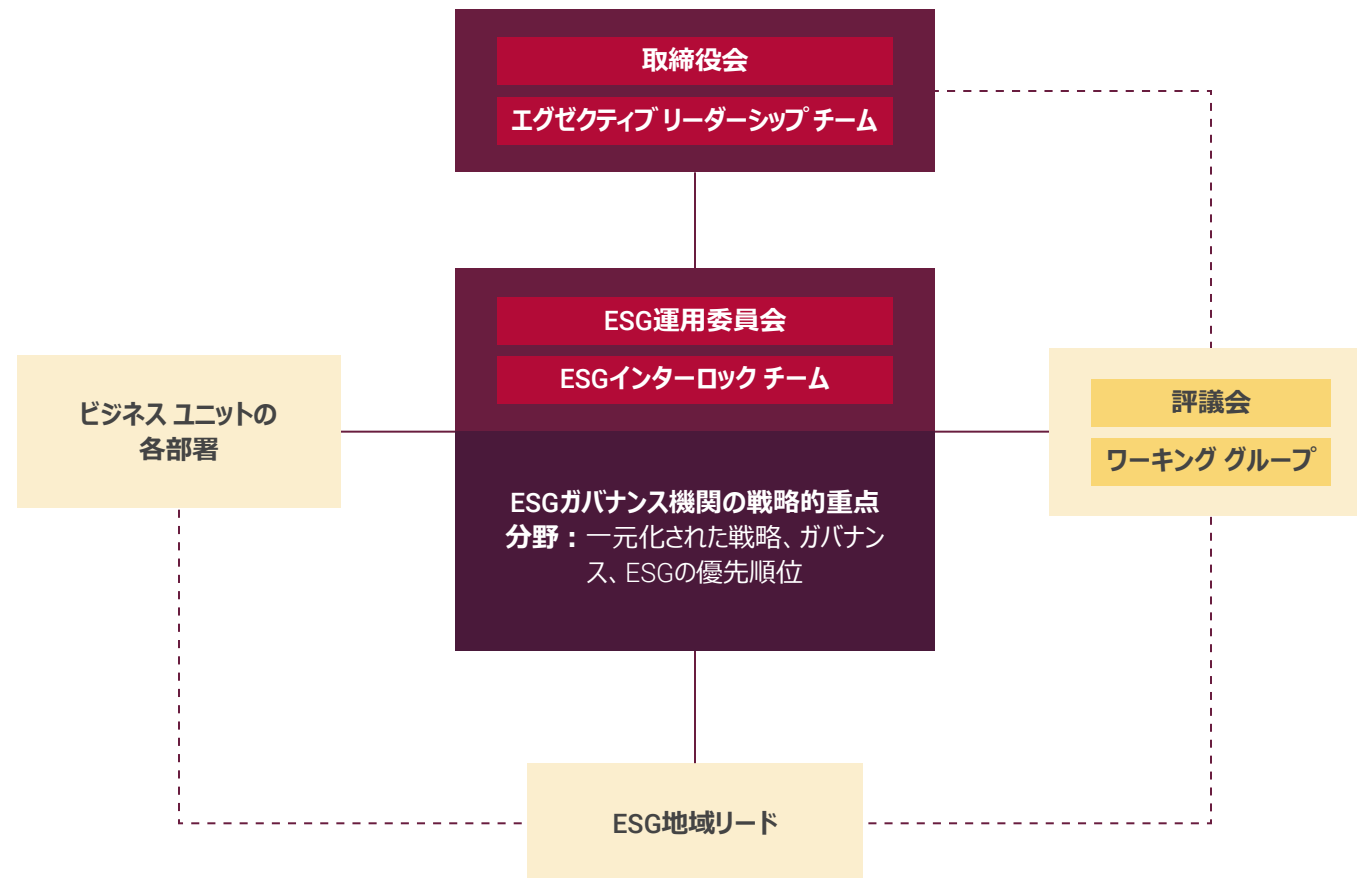 取締役会
エグゼクティブ リーダーシップ チーム
ESG運用委員会
ESGインターロック チーム
ビジネス ユニットの
各部署
評議会
ワーキング グループ
ESGガバナンス機関の戦略的重点
分野：一元化された戦略、ガバナン
ス、ESGの優先順位
ESG地域リード